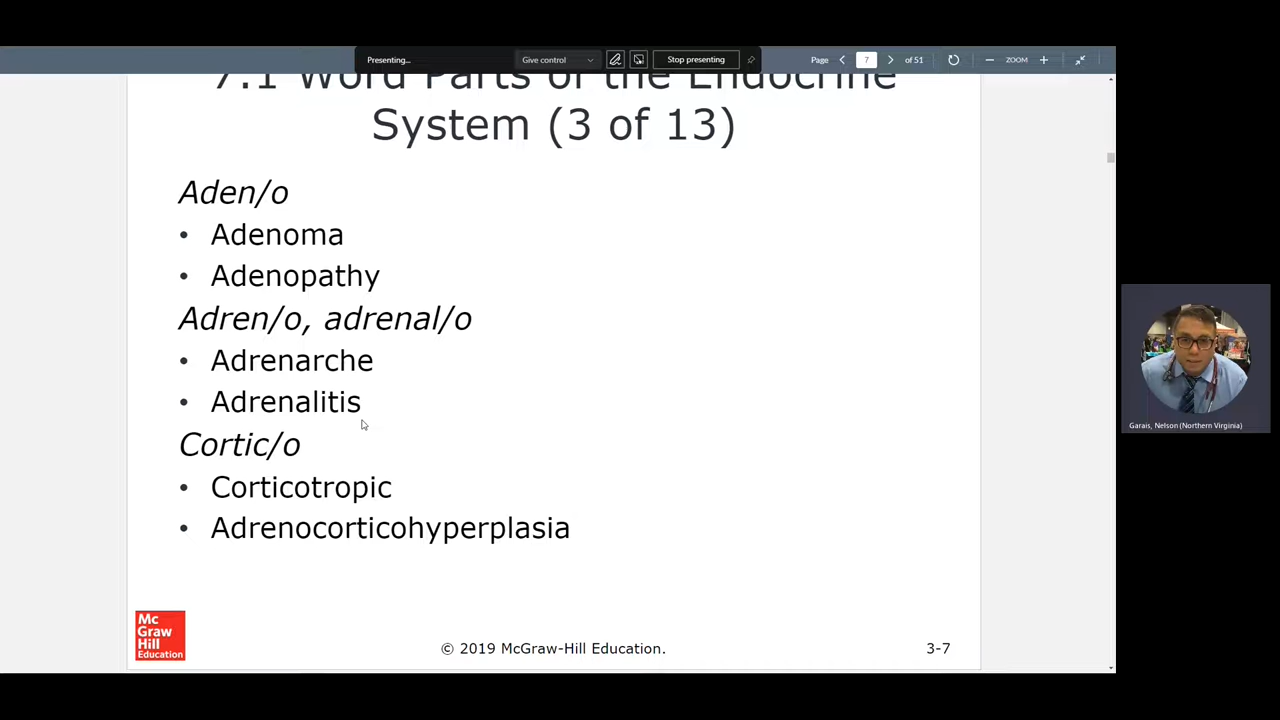 Presenting...
Give control
Stop presenting
Page
7
of 51
ZOOM
7.1 Word Parts of the Endocrine
System (3 of 13)
Aden/o
• Adenoma
• Adenopathy
Adren/o, adrenal/o
• Adrenarche
• Adrenalitis
Cortic/o
• Corticotropic
• Adrenocorticohyperplasia
Mc
Graw
Hill
Education
© 2019 McGraw-Hill Education.
3-7
Garais, Nelson (Northern Virginia)